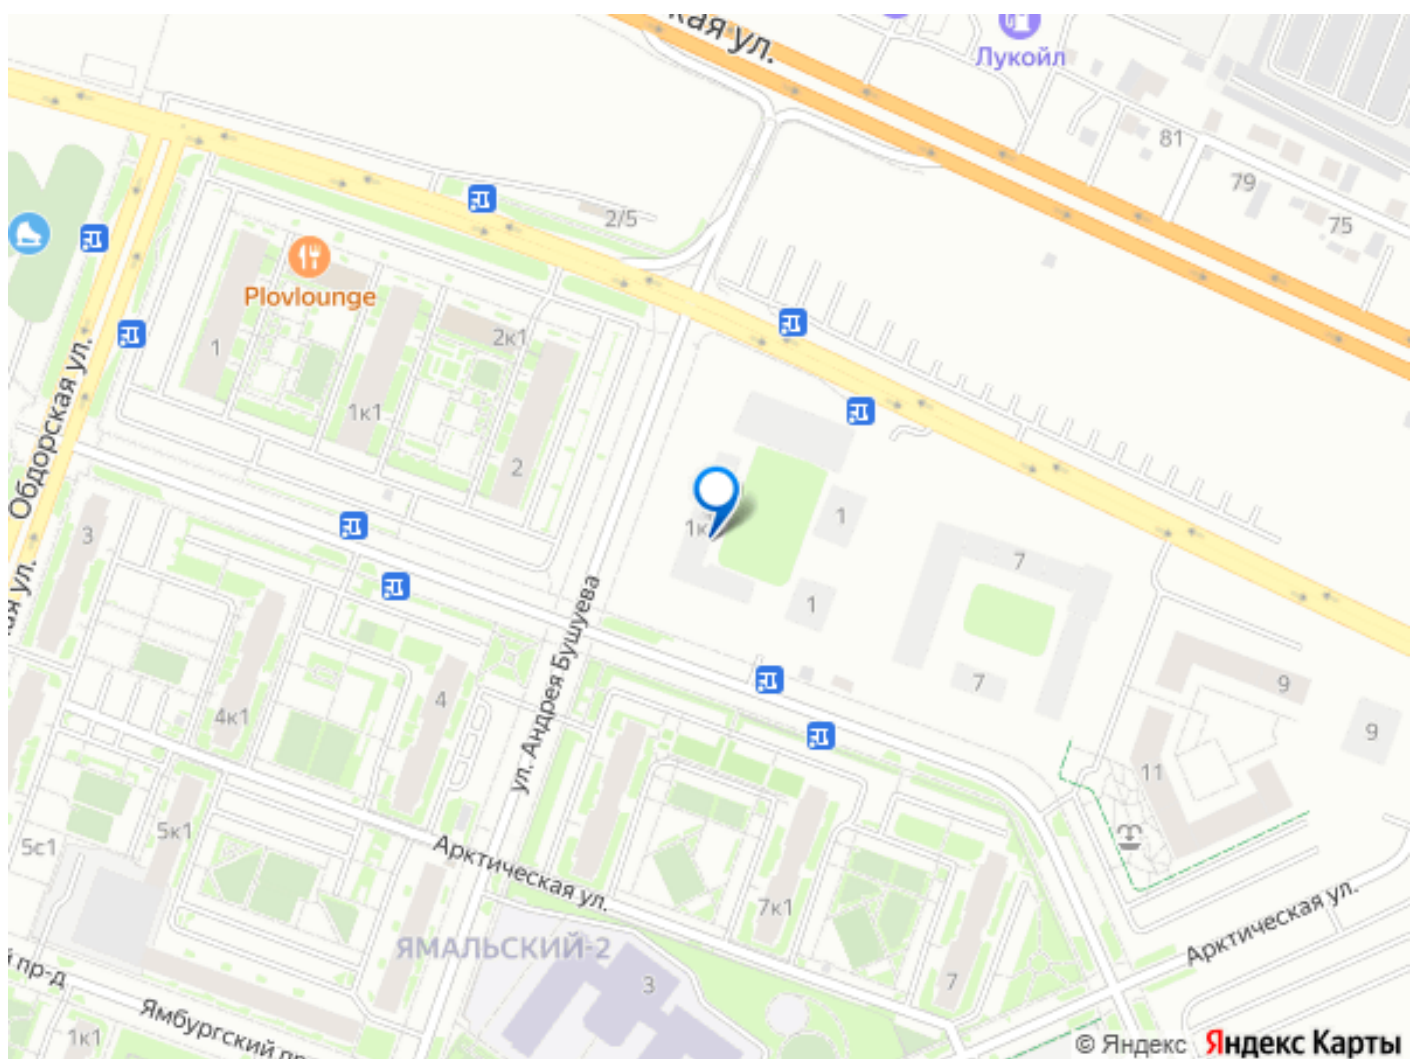 кая ул.
Лукойл
81
79
75
2/5
Plovlounge
2к1
1
1к1
2
Обдорская ул.
3
ая ул.
1к
1
1
7
7
9
9
11
ул. Андрея Бушуева
4
4к1
5к1
5с1
Арктическая ул.
7к1
7
Арктическая ул.
ЯМАЛЬСКИЙ-2
3
й пр-д
Ямбургский пр
1к1
© Яндекс Яндекс Карты